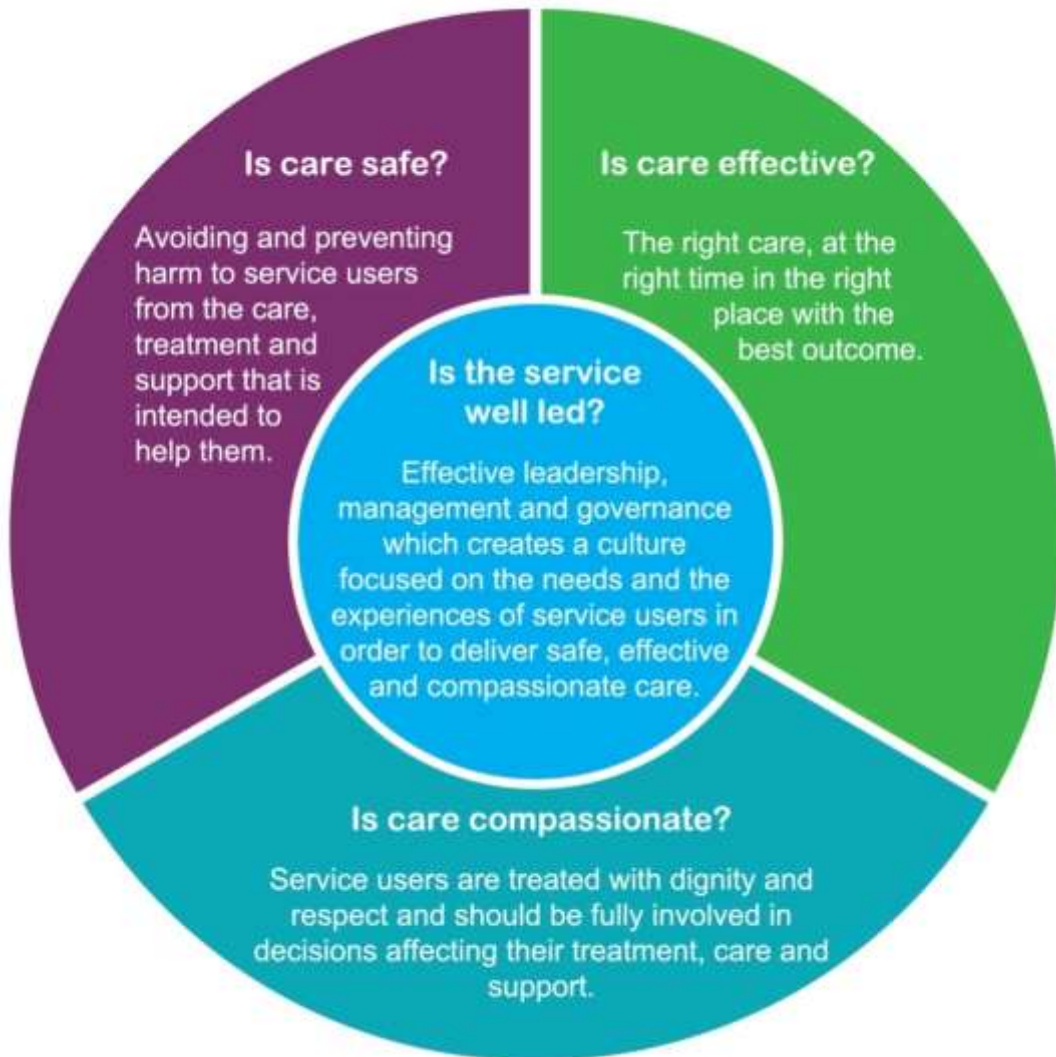 Is care safe?
Avoiding and preventing
harm to service users
from the care,
treatment and
support that is
intended to
help them.
Is care effective?
The right care, at the
right time in the right
place with the
best outcome.
Is the service
well led?
Effective leadership,
management and governance
which creates a culture
focused on the needs and the
experiences of service users in
order to deliver safe, effective
and compassionate care.
Is care compassionate?
Service users are treated with dignity and
respect and should be fully involved in
decisions affecting their treatment, care and
support.